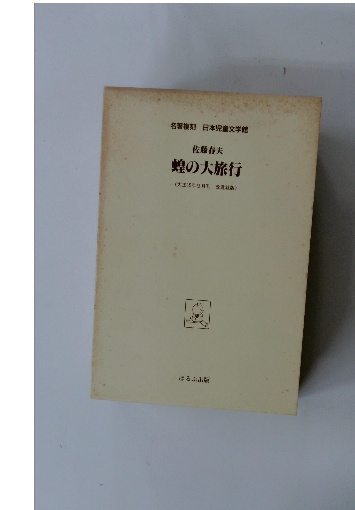 名著複刻 日本児童文学館
佐藤春夫
蝗の大旅行
ほるぷ出版